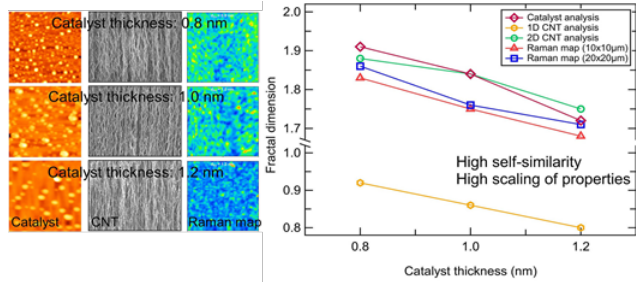 Catalyst thickness: 0.8 nm
Catalyst thickness: 1.0 nm
Catalyst thickness: 1.2 nm
Catalyst
CNT
Raman map
2.0
1.9
1.8
1.7
1.0
0.9
0.8
Fractal dimension
Catalyst analysis
1D CNT analysis
2D CNT analysis
Raman map (10x10μm)
Raman map (20x20μm)
High self-similarity
High scaling of properties
0.8
1.0
1.2
Catalyst thickness (nm)